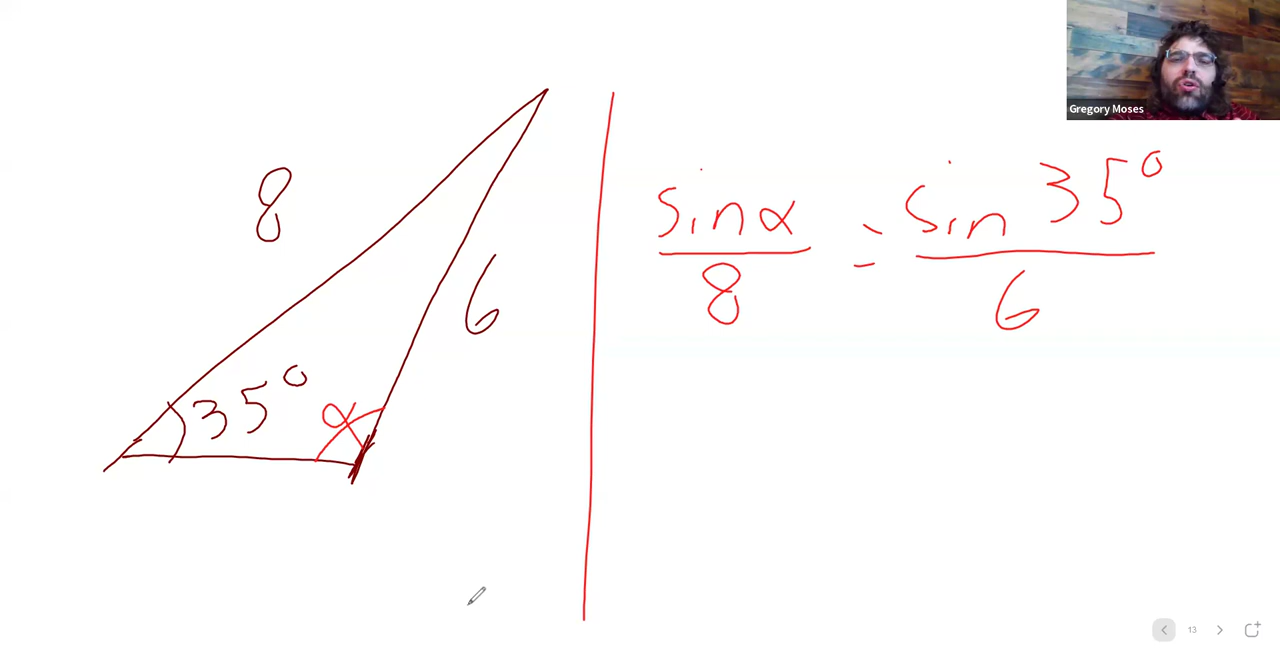 Gregory Moses
8
6
35°
α
sin α / 8 = sin 35° / 6
13